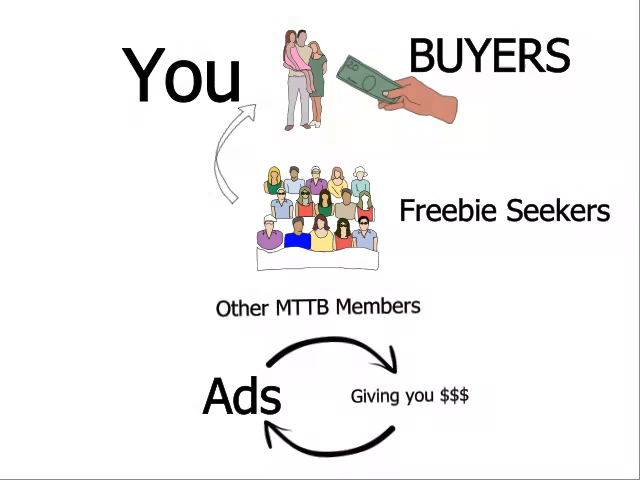 You
BUYERS
Freebie Seekers
Other MTTB Members
Ads
Giving you $$$